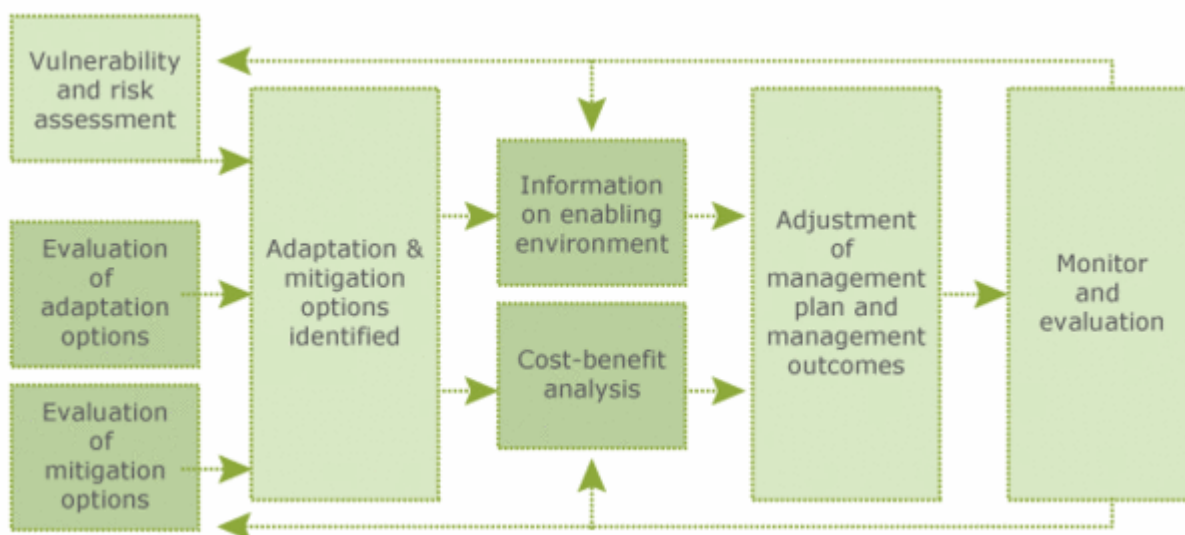 Vulnerability
and risk
assessment
Evaluation
of
adaptation
options
Evaluation
of
mitigation
options
Adaptation &
mitigation
options
identified
Information
on enabling
environment
Cost-benefit
analysis
Adjustment
of
management
plan and
management
outcomes
Monitor
and
evaluation